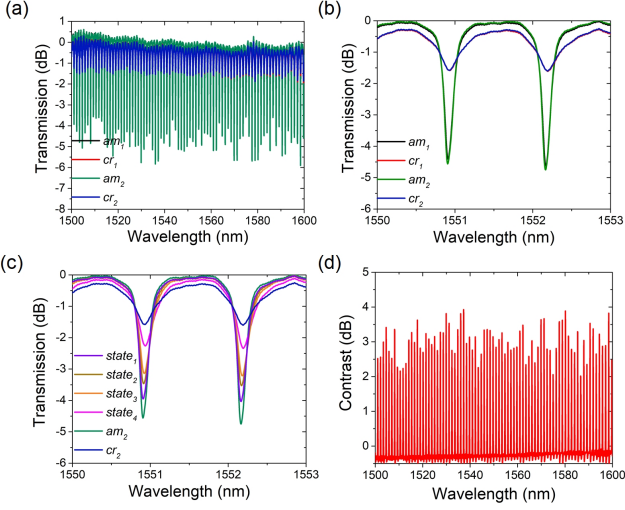 (a)
Transmission (dB)
1
0
-1
-2
-3
-4
-5
-6
-7
-8
am1
cr1
am2
cr2
1500 1520 1540 1560 1580 1600
Wavelength (nm)
(b)
Transmission (dB)
0
-1
-2
-3
-4
-5
-6
am1
cr1
am2
cr2
1550 1551 1552 1553
Wavelength (nm)
(c)
Transmission (dB)
0
-1
-2
-3
-4
-5
-6
state1
state2
state3
state4
am2
cr2
1550 1551 1552 1553
Wavelength (nm)
(d)
Contrast (dB)
5
4
3
2
1
0
1500 1520 1540 1560 1580 1600
Wavelength (nm)